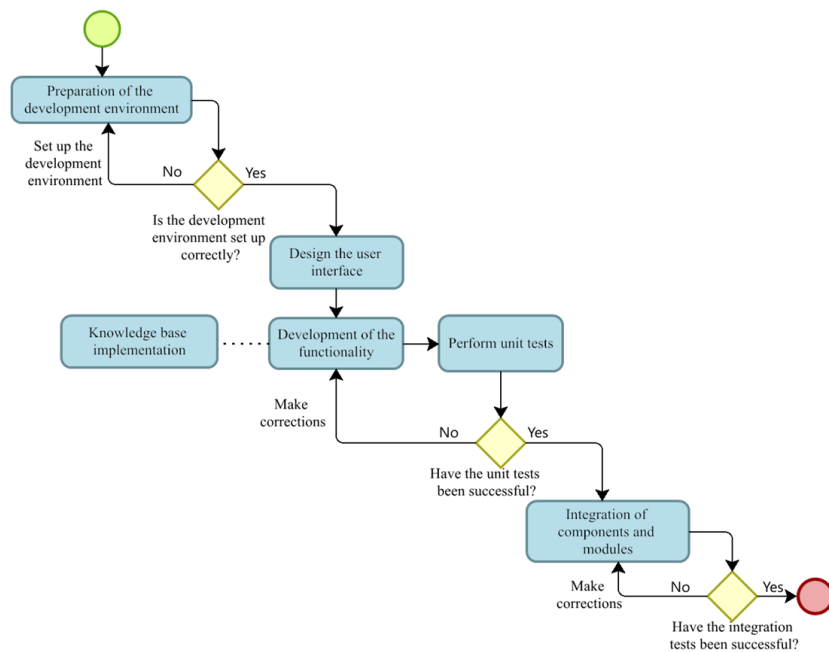 Preparation of the
development environment
Set up the
development
environment
No
Yes
Is the development
environment set up
correctly?
Design the user
interface
Knowledge base
implementation
Development of the
functionality
Perform unit tests
Make
corrections
No
Yes
Have the unit tests
been successful?
Integration of
components and
modules
Make
corrections
No
Yes
Have the integration
tests been successful?